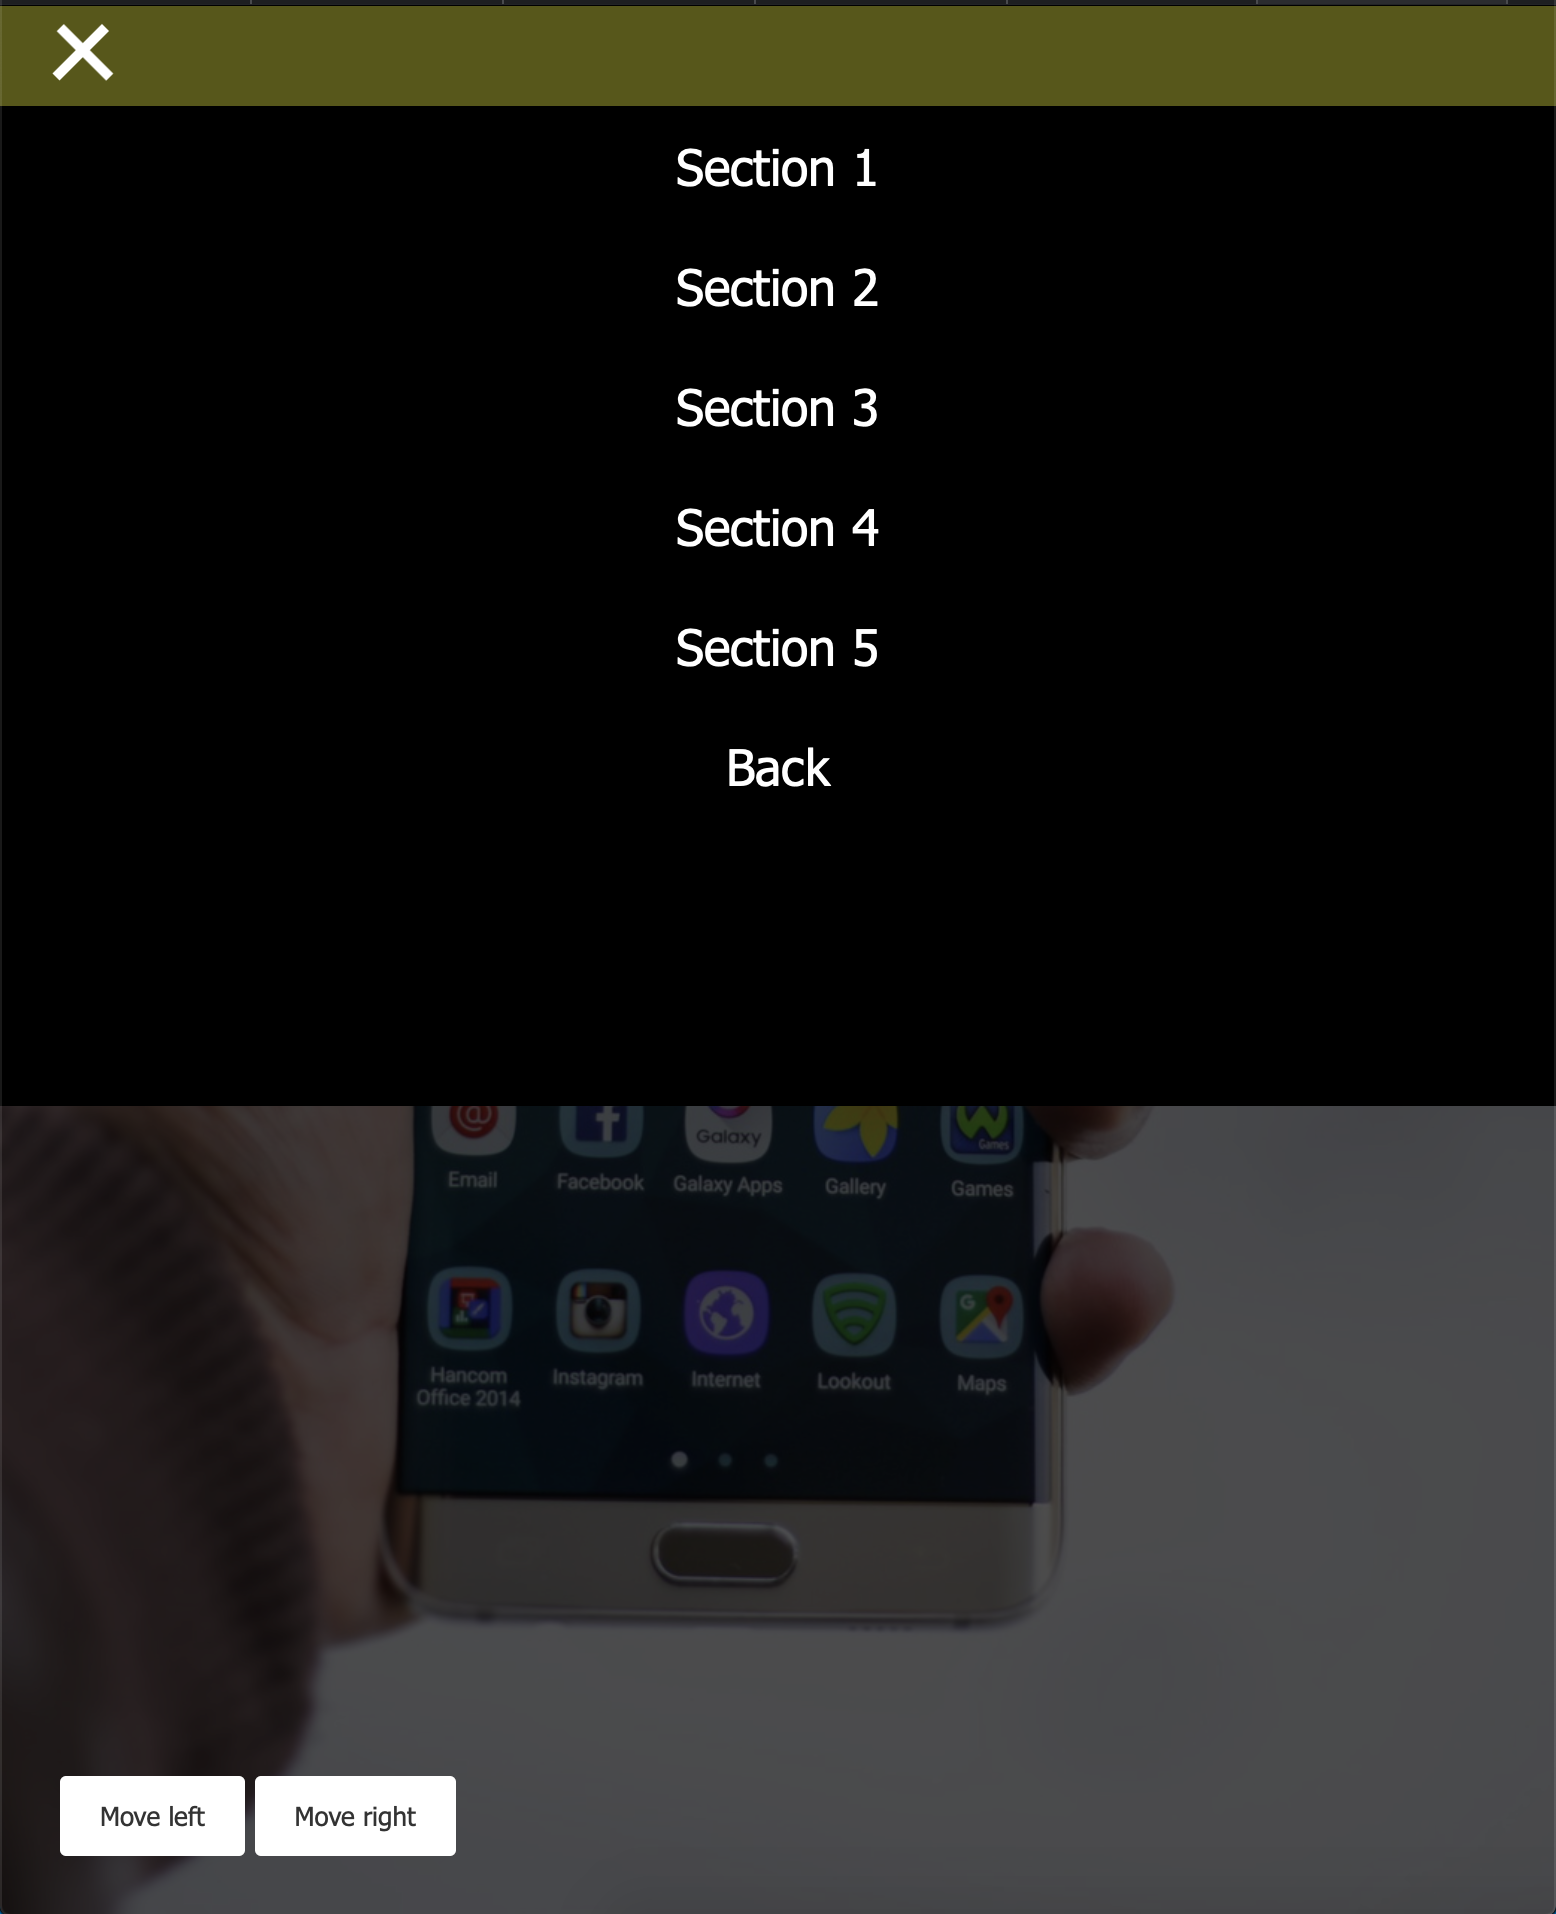 Section 1
Section 2
Section 3
Section 4
Section 5
Back
Galaxy
Games
Email Facebook Galaxy Apps Gallery Games
Hancom Instagram Internet Lookout Maps
Office 2014
Move left Move right